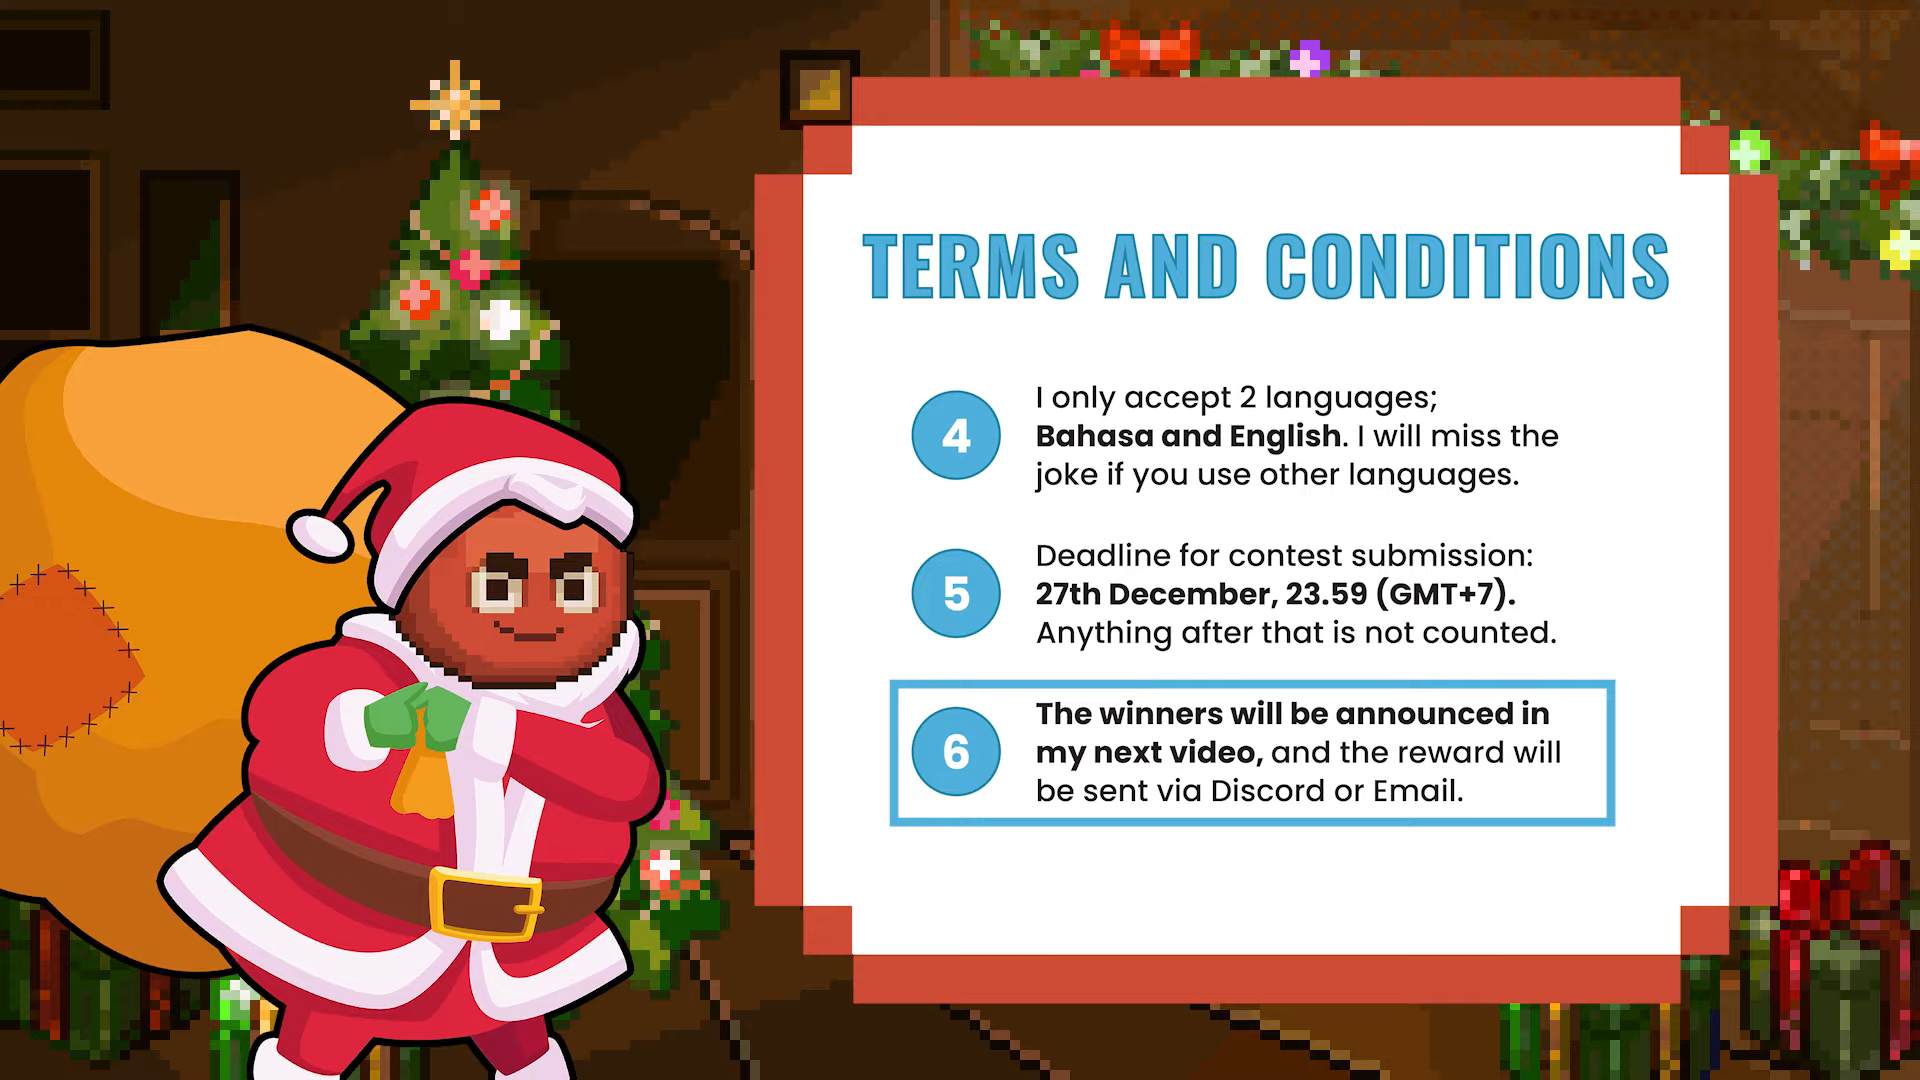 TERMS AND CONDITIONS
4
I only accept 2 languages;
Bahasa and English. I will miss the
joke if you use other languages.
5
Deadline for contest submission:
27th December, 23.59 (GMT+7).
Anything after that is not counted.
6
The winners will be announced in
my next video, and the reward will
be sent via Discord or Email.